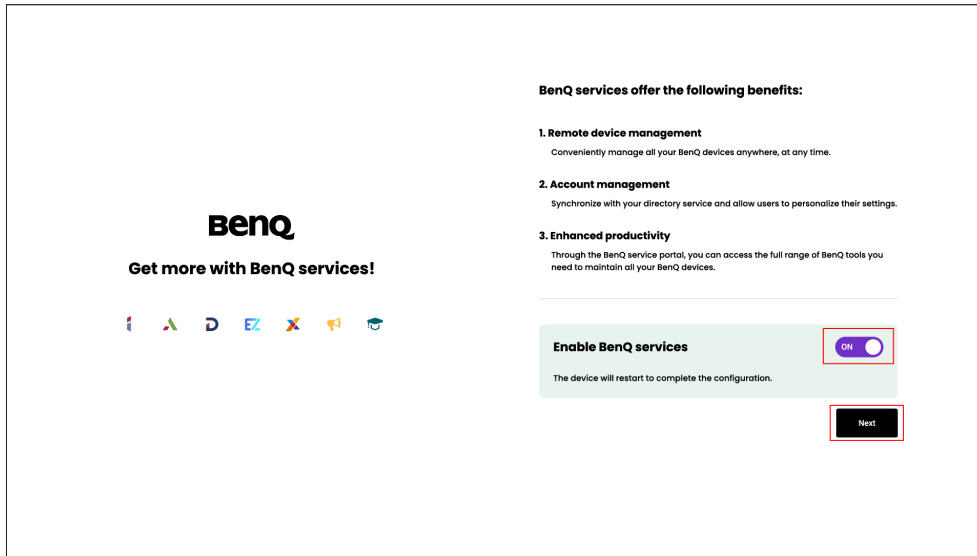 BenQ
Get more with BenQ services!
EZ
BenQ services offer the following benefits:
1. Remote device management
Conveniently manage all your BenQ devices anywhere, at any time.
2. Account management
Synchronize with your directory service and allow users to personalize their settings.
3. Enhanced productivity
Through the BenQ service portal, you can access the full range of BenQ tools you
need to maintain all your BenQ devices.
Enable BenQ services
ON
The device will restart to complete the configuration.
Next